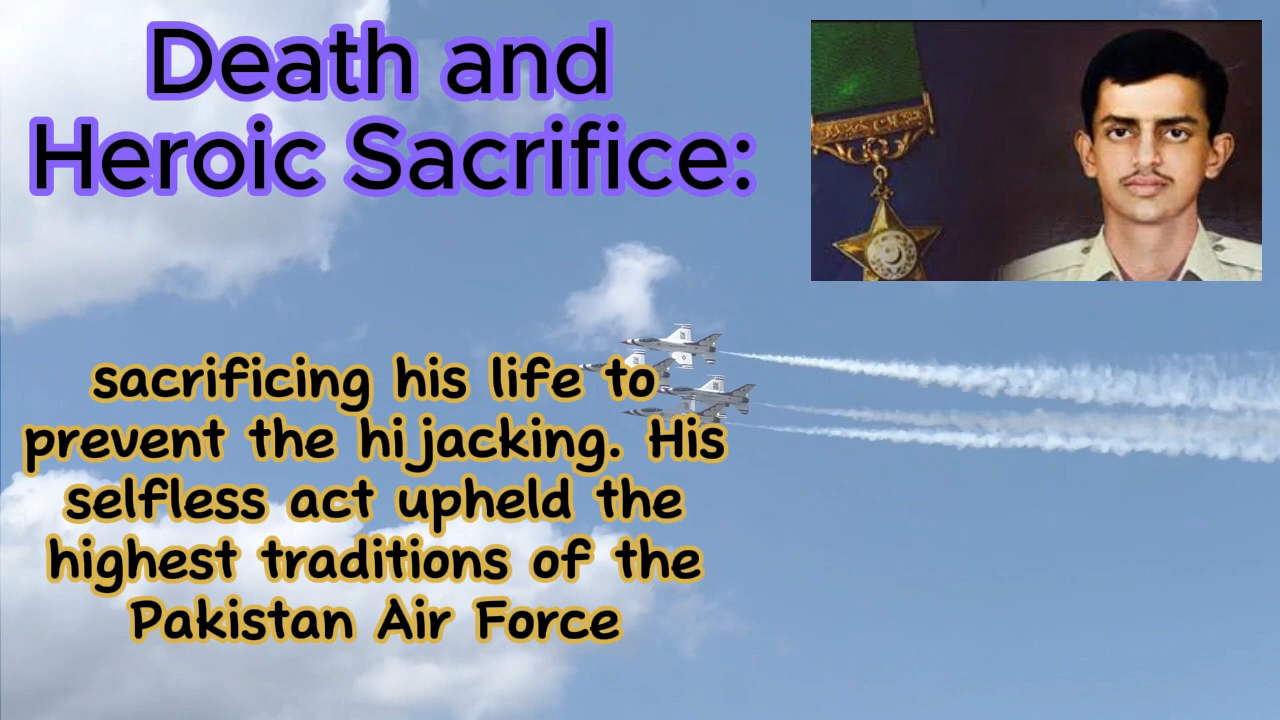 Death and
Heroic Sacrifice:
sacrificing his life to
prevent the hijacking. His
selfless act upheld the
highest traditions of the
Pakistan Air Force